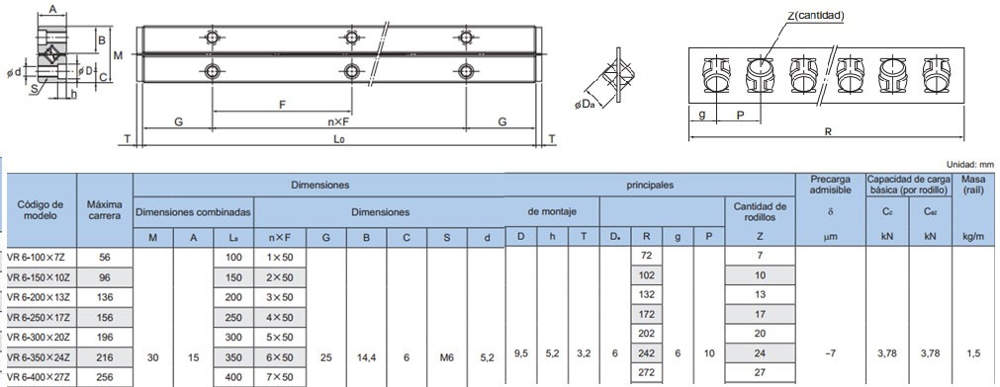 A
B
M
φd
φD
C
S
h
F
G
n×F
G
T
L₀
T
Z(cantidad)
φDa
g
P
R
Unidad: mm
Código de modelo
Máxima carrera
Dimensiones principales
Precarga admisible
Capacidad de carga básica (por rodillo)
Masa (raíl)
Dimensiones combinadas
Dimensiones
de montaje
Cantidad de rodillos
δ
Cz
Caz
M A L₀ n×F G B C S d D h T Da R g P Z μm kN kN kg/m
VR 6-100×7Z 56 100 1×50 72 7
VR 6-150×10Z 96 150 2×50 102 10
VR 6-200×13Z 136 200 3×50 132 13
VR 6-250×17Z 156 250 4×50 172 17
VR 6-300×20Z 196 300 5×50 202 20
VR 6-350×24Z 216 30 15 350 6×50 25 14,4 6 M6 5,2 9,5 5,2 3,2 6 242 6 10 24 −7 3,78 3,78 1,5
VR 6-400×27Z 256 400 7×50 272 27